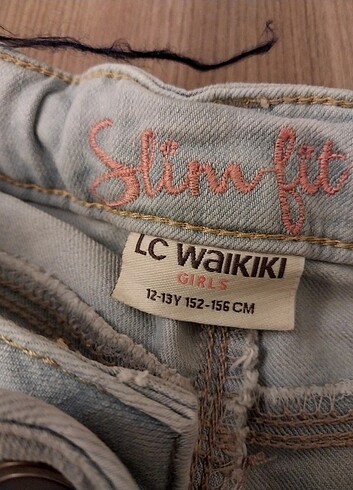 Slim fit
LC WAIKIKI
GIRLS
12-13Y 152-156 CM